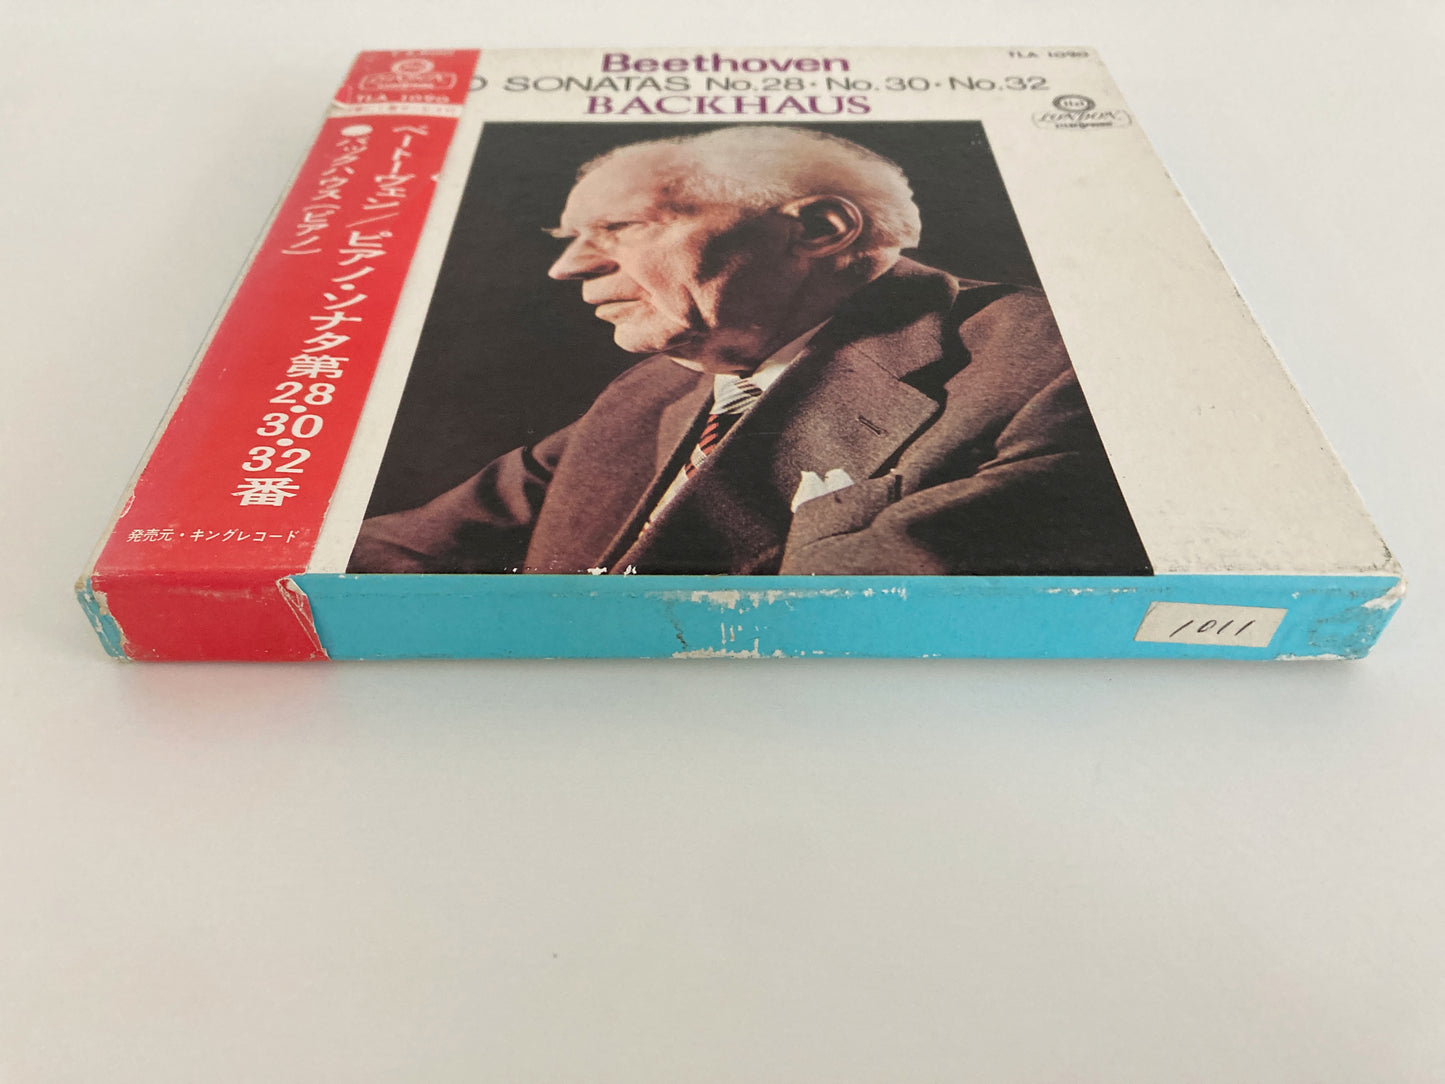 Beethoven
O SONATAS No.28・No.30・No.32
BACKHAUS
TLA 1090
LONDON
TLA-1090
ベートーヴェン/ピアノ・ソナタ第28・30・32番
●バックハウス(ピアノ)
発売元・キングレコード
1011